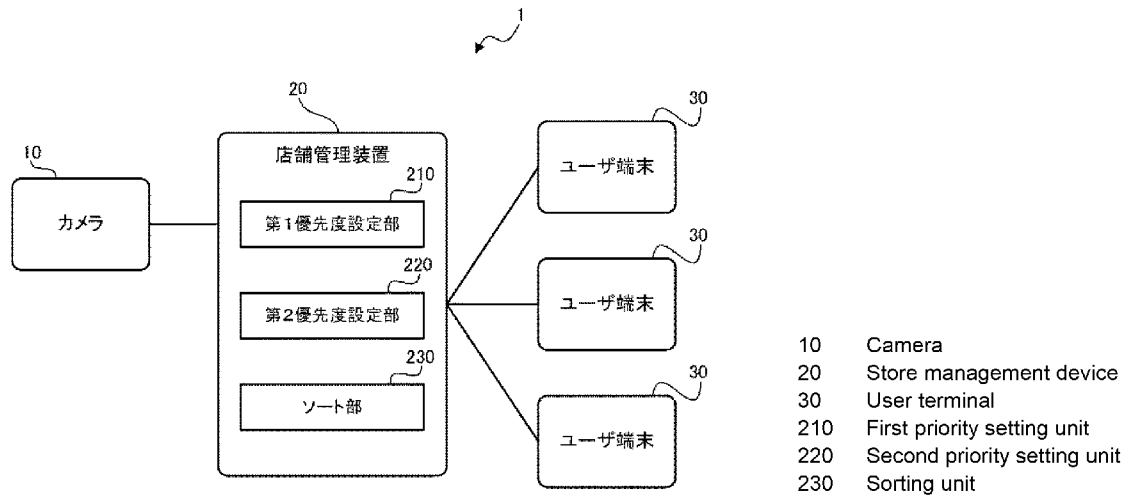 1
20
店舗管理装置
10
カメラ
210
第1優先度設定部
220
第2優先度設定部
230
ソート部
30
ユーザ端末
30
ユーザ端末
30
ユーザ端末
10 Camera
20 Store management device
30 User terminal
210 First priority setting unit
220 Second priority setting unit
230 Sorting unit